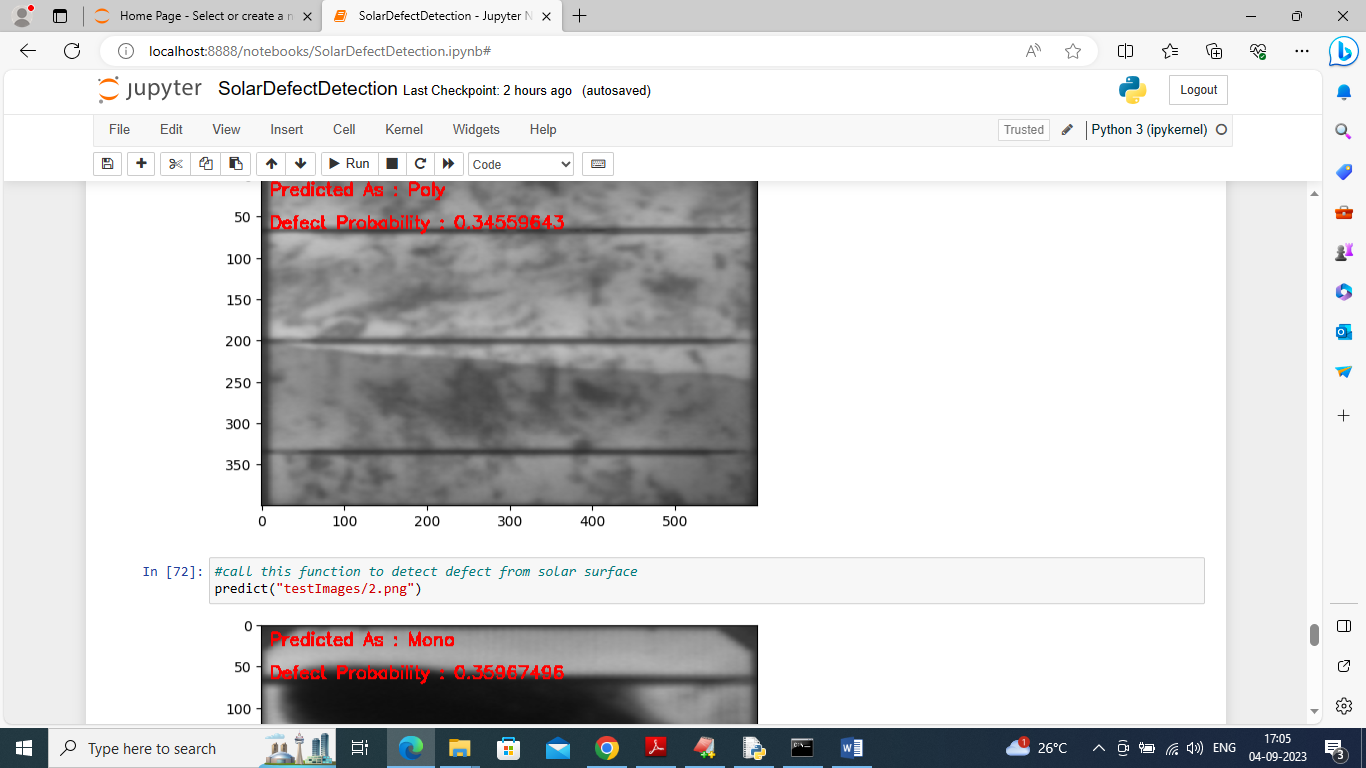 Home Page - Select or create a n
SolarDefectDetection - Jupyter N
localhost:8888/notebooks/SolarDefectDetection.ipynb#
jupyter SolarDefectDetection Last Checkpoint: 2 hours ago (autosaved)
Logout
File Edit View Insert Cell Kernel Widgets Help
Trusted
Python 3 (ipykernel)
Run
Code
Predicted As : Poly
Defect Probability : 0.34559643
50
100
150
200
250
300
350
0 100 200 300 400 500
In [72]:
#call this function to detect defect from solar surface
predict("testImages/2.png")
0
Predicted As : Mono
50
Defect Probability : 0.35967496
100
Type here to search
1
26°C
ENG
17:05
04-09-2023
3